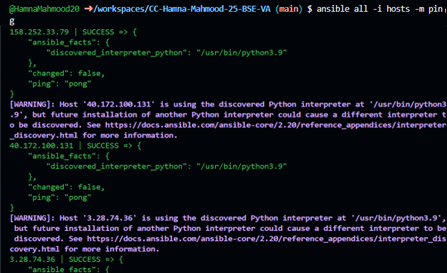 @HamnaMahmood20 ➜/workspaces/CC-Hamna-Mahmood-25-BSE-VA (main) $ ansible all -i hosts -m pin
g
158.252.33.79 | SUCCESS => {
    "ansible_facts": {
        "discovered_interpreter_python": "/usr/bin/python3.9"
    },
    "changed": false,
    "ping": "pong"
}
[WARNING]: Host '40.172.100.131' is using the discovered Python interpreter at '/usr/bin/python3
.9', but future installation of another Python interpreter could cause a different interpreter t
o be discovered. See https://docs.ansible.com/ansible-core/2.20/reference_appendices/interpreter
_discovery.html for more information.
40.172.100.131 | SUCCESS => {
    "ansible_facts": {
        "discovered_interpreter_python": "/usr/bin/python3.9"
    },
    "changed": false,
    "ping": "pong"
}
[WARNING]: Host '3.28.74.36' is using the discovered Python interpreter at '/usr/bin/python3.9',
 but future installation of another Python interpreter could cause a different interpreter to be
 discovered. See https://docs.ansible.com/ansible-core/2.20/reference_appendices/interpreter_dis
covery.html for more information.
3.28.74.36 | SUCCESS => {
    "ansible_facts": {